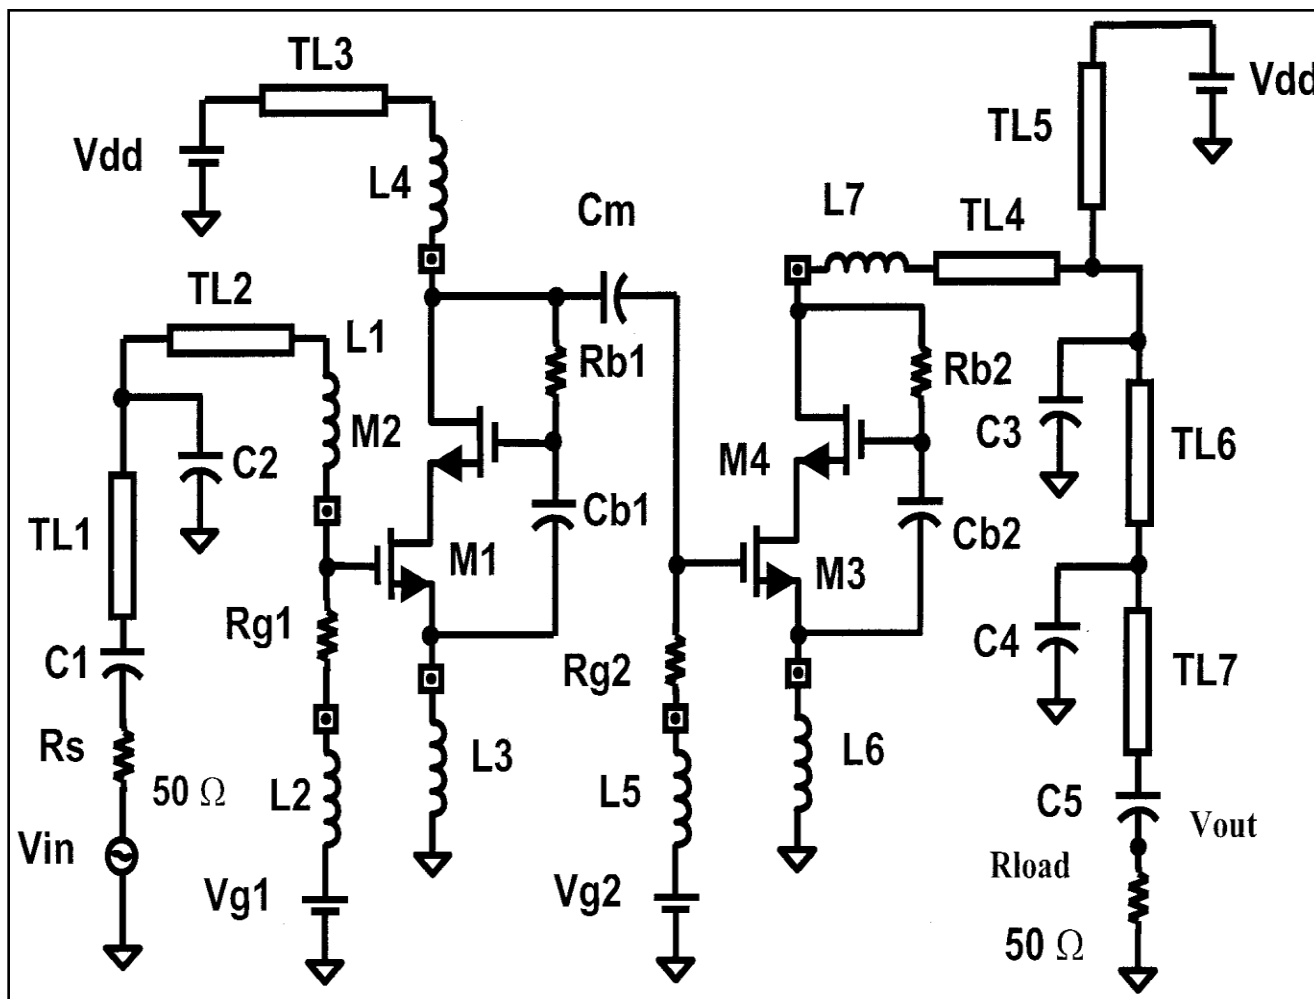 TL3
Vdd
TL5
Vdd
L4
Cm
L7
TL4
TL2
L1
Rb1
Rb2
M2
C2
C3
TL6
M4
TL1
Cb1
Cb2
M1
M3
Rg1
C1
Rg2
C4
TL7
Rs
50 Ω
L2
L3
L5
L6
C5
Vout
Vin
Vg1
Vg2
Rload
50 Ω